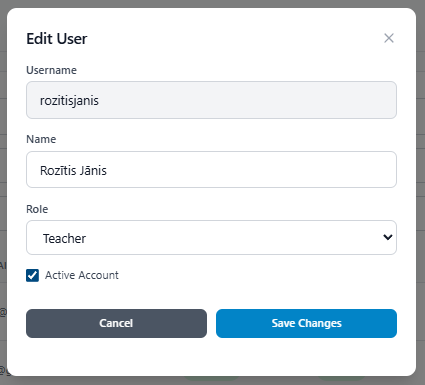 Edit User
Username
rozitisjanis
Name
Rozītis Jānis
Role
Teacher
Active Account
Cancel
Save Changes